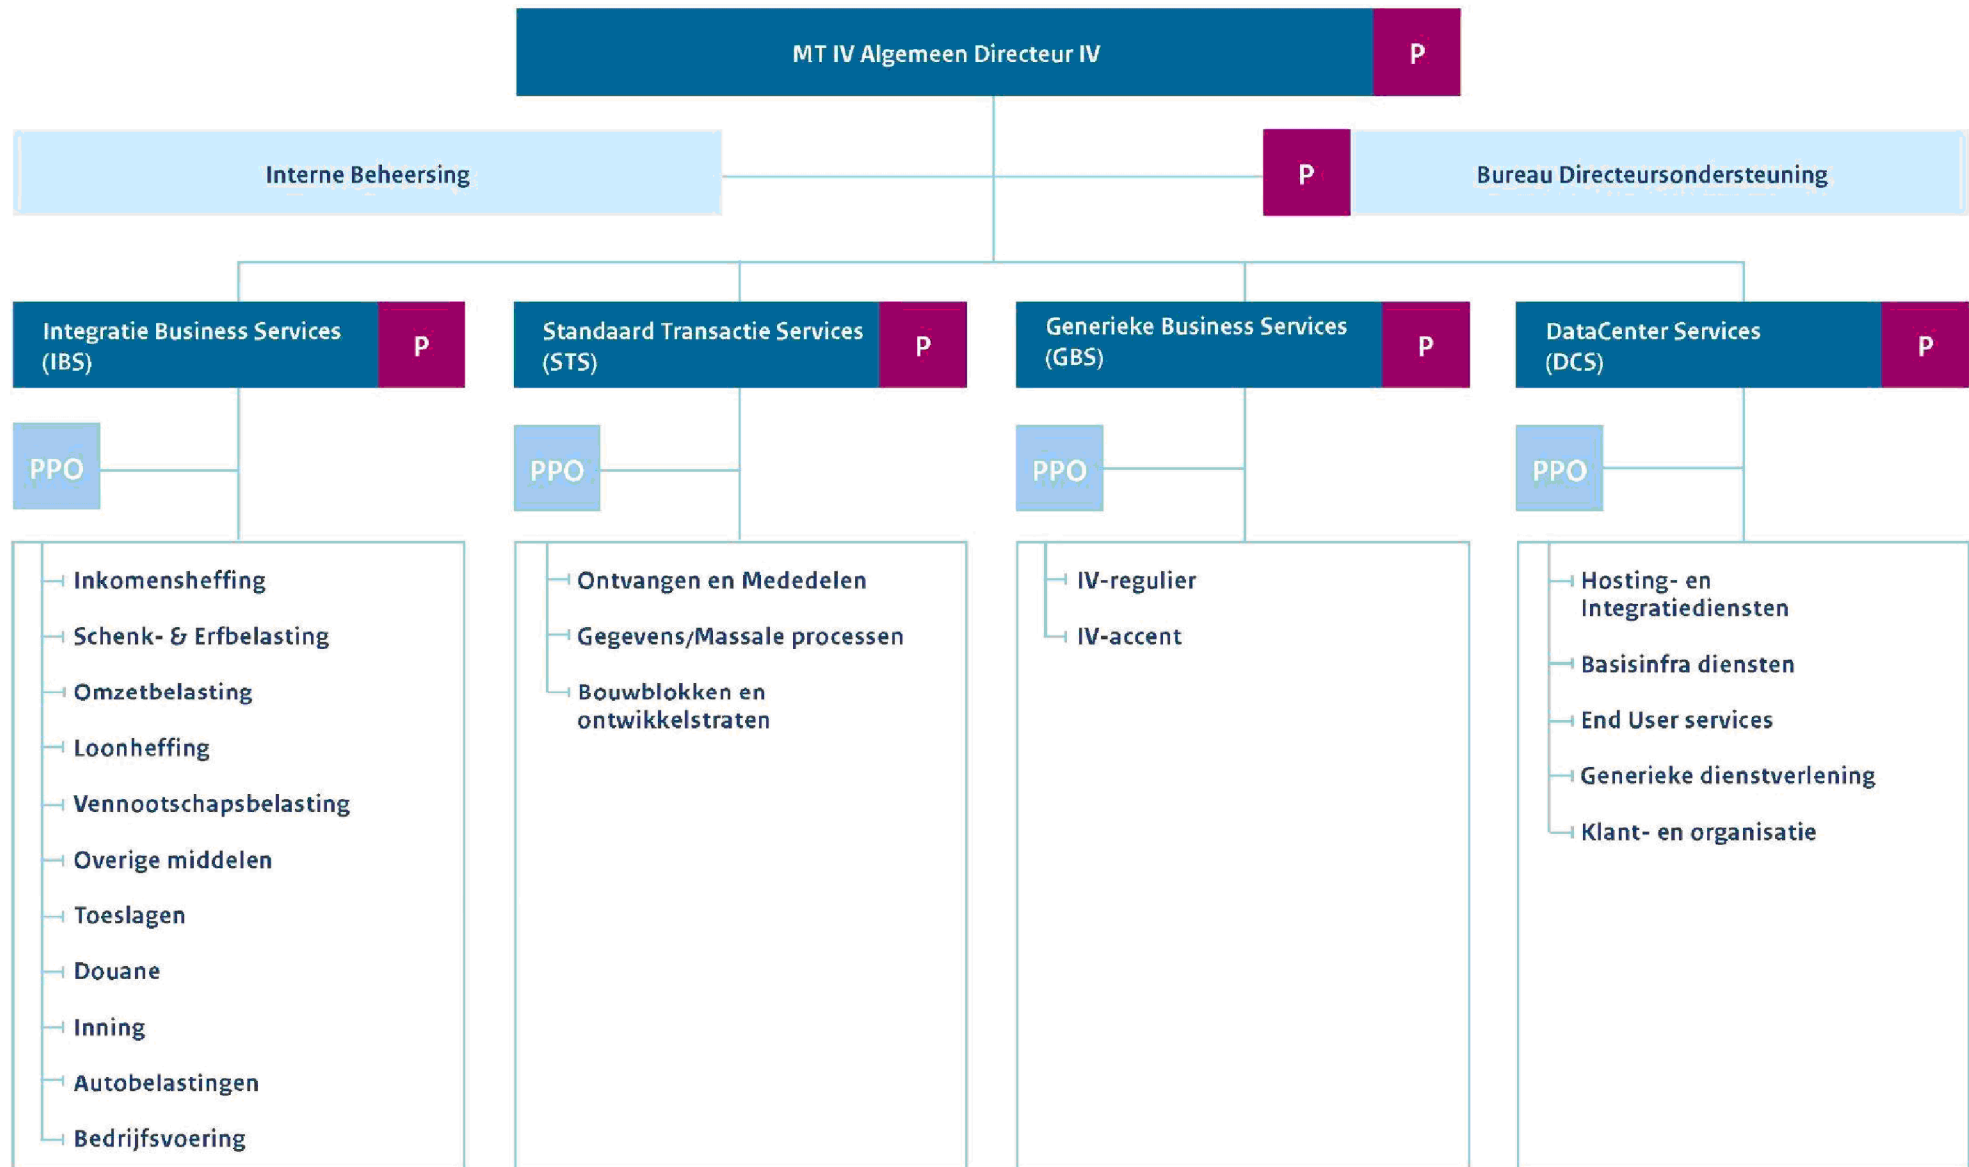 MT IV Algemeen Directeur IV
P
Interne Beheersing
P
Bureau Directeursondersteuning
Integratie Business Services
(IBS)
P
Standaard Transactie Services
(STS)
P
Generieke Business Services
(GBS)
P
DataCenter Services
(DCS)
P
PPO
PPO
PPO
PPO
Inkomensheffing
Schenk- & Erfbelasting
Omzetbelasting
Loonheffing
Vennootschapsbelasting
Overige middelen
Toeslagen
Douane
Inning
Autobelastingen
Bedrijfsvoering
Ontvangen en Mededelen
Gegevens/Massale processen
Bouwblokken en
ontwikkelstraten
IV-regulier
IV-accent
Hosting- en
Integratiediensten
Basisinfra diensten
End User services
Generieke dienstverlening
Klant- en organisatie